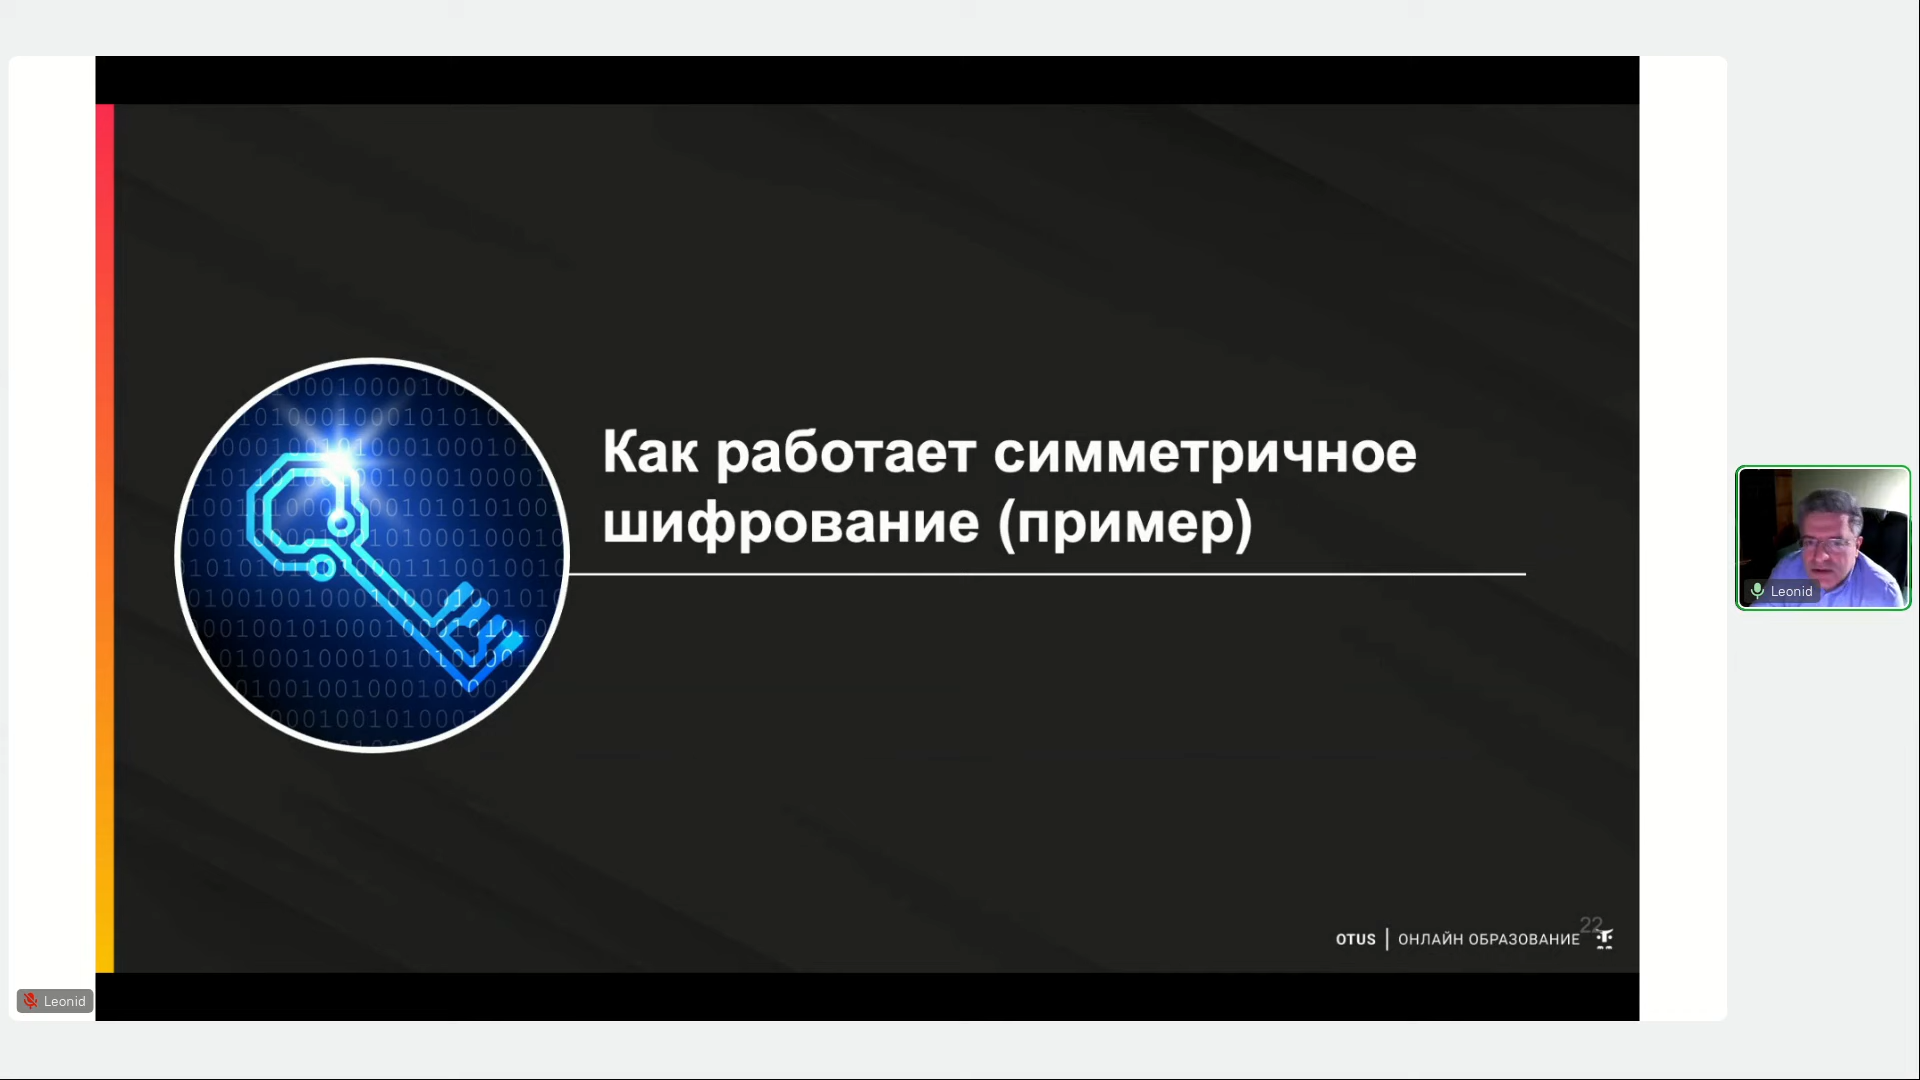 Как работает симметричное
шифрование (пример)
Leonid
22
OTUS | ОНЛАЙН ОБРАЗОВАНИЕ
Leonid